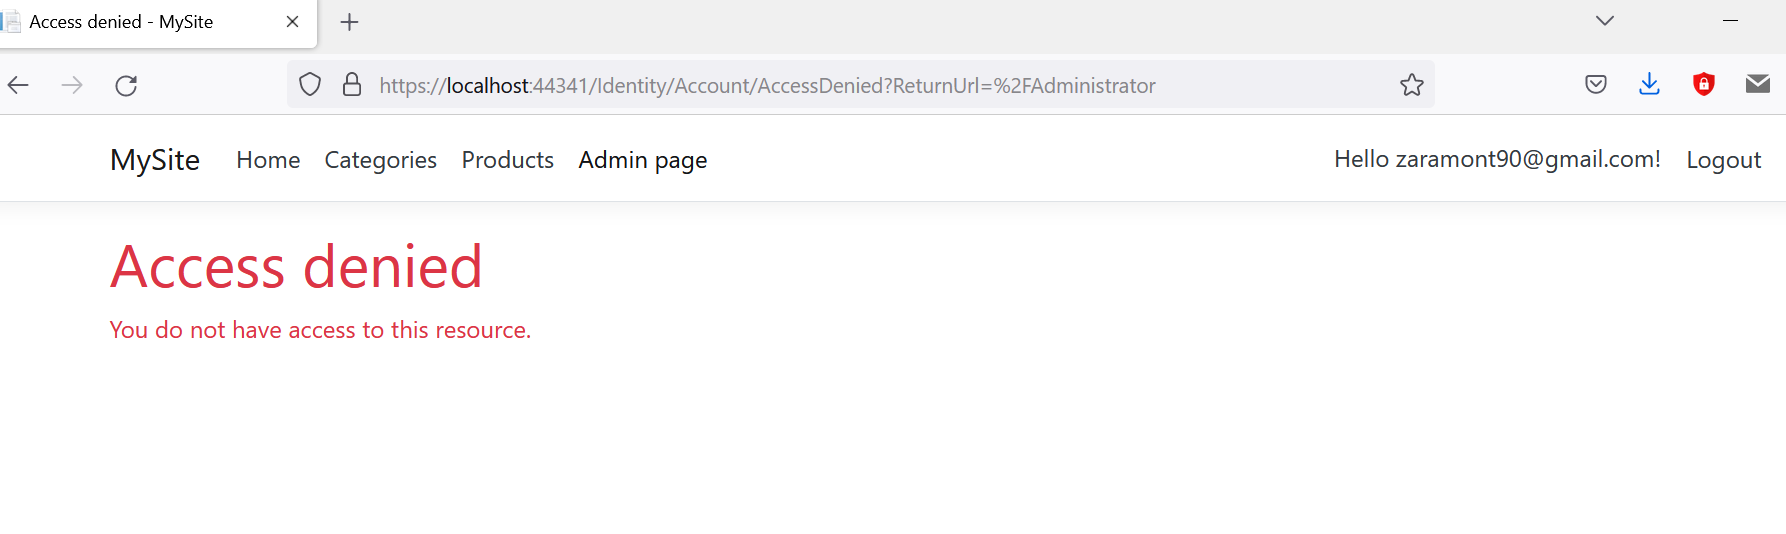 Access denied - MySite
https://localhost:44341/Identity/Account/AccessDenied?ReturnUrl=%2FAdministrator
MySite Home Categories Products Admin page Hello zaramont90@gmail.com! Logout
Access denied
You do not have access to this resource.